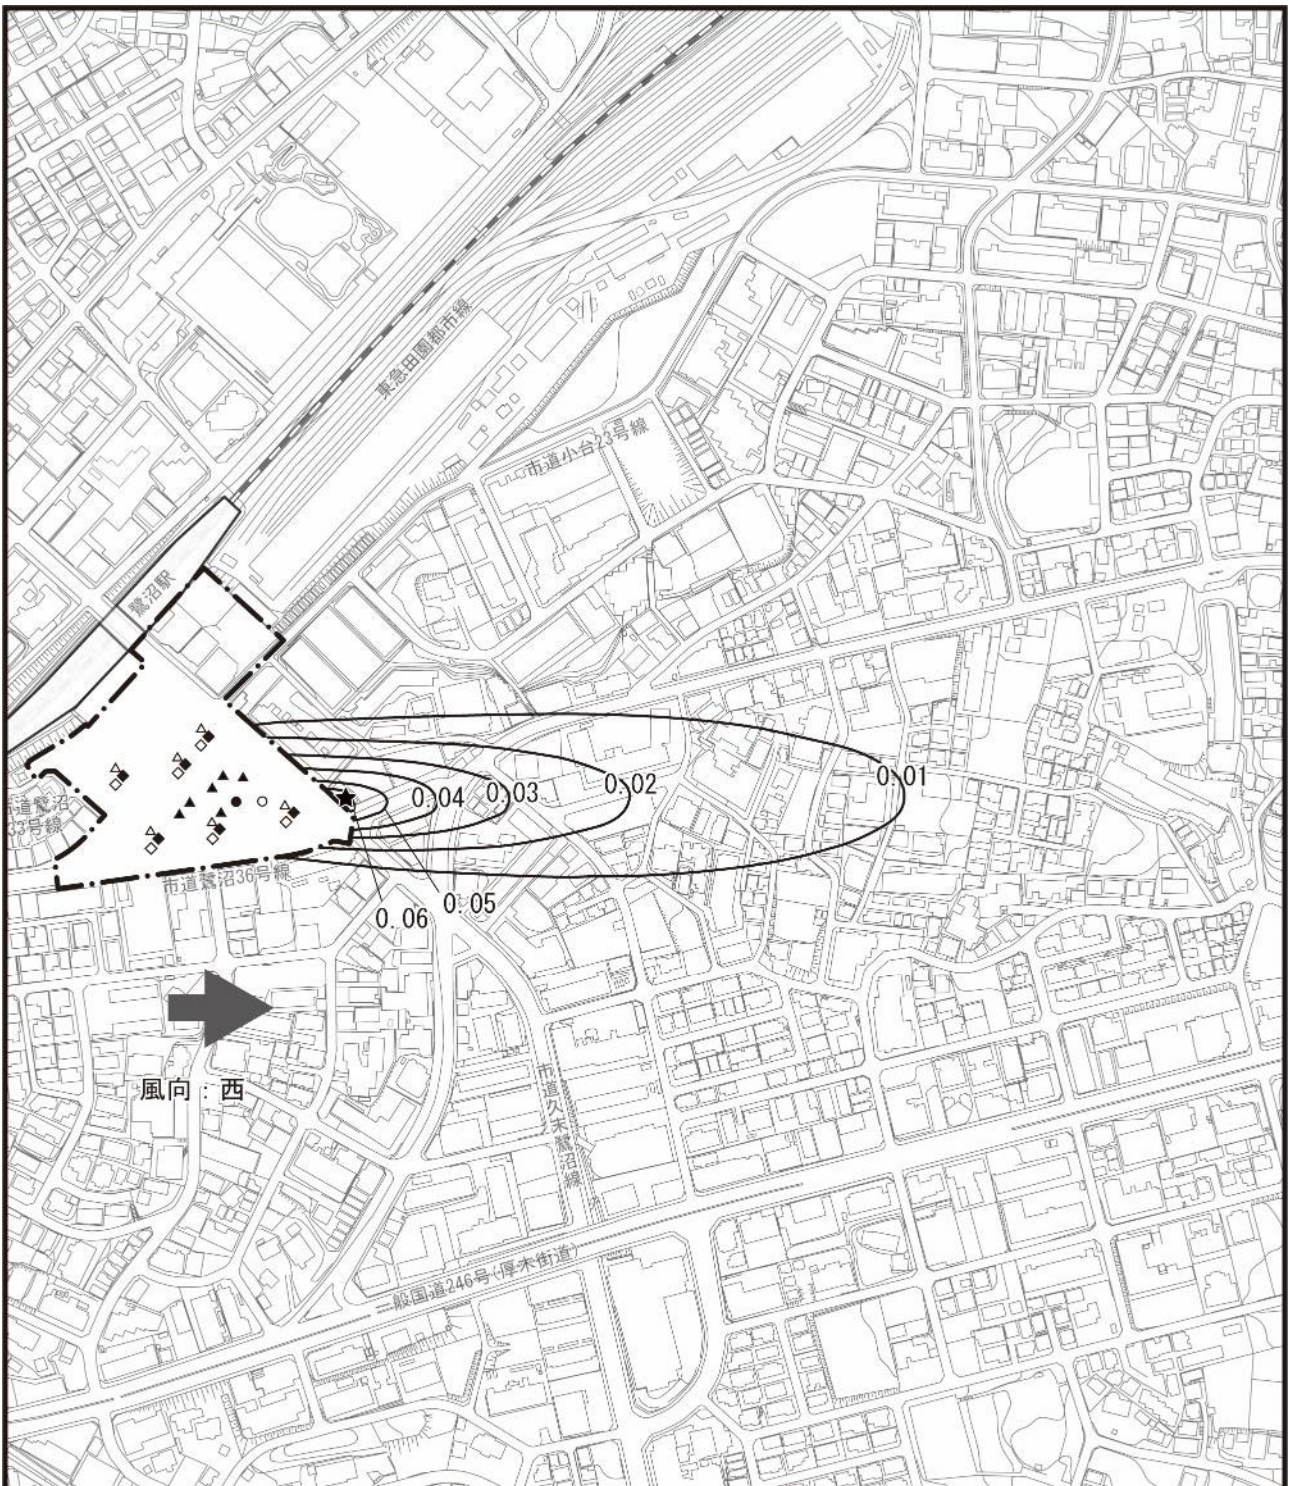 東急田園都市線
市道小台23号線
鷺沼駅
0.01
0.02
0.03
0.04
市道鷺沼
33号線
市道鷺沼36号線
0.05
0.06
風向：西
市道久末鷺沼線
一般国道246号(厚木街道)